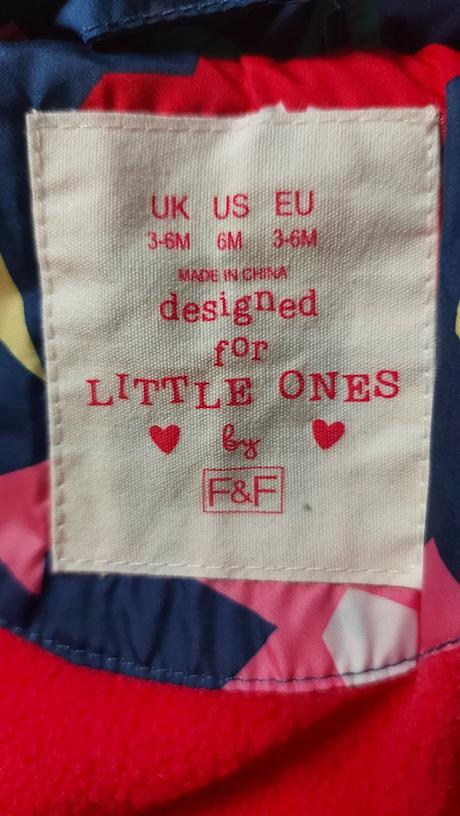 UK US EU
3-6M 6M 3-6M
MADE IN CHINA
designed
for
LITTLE ONES
by
F&F